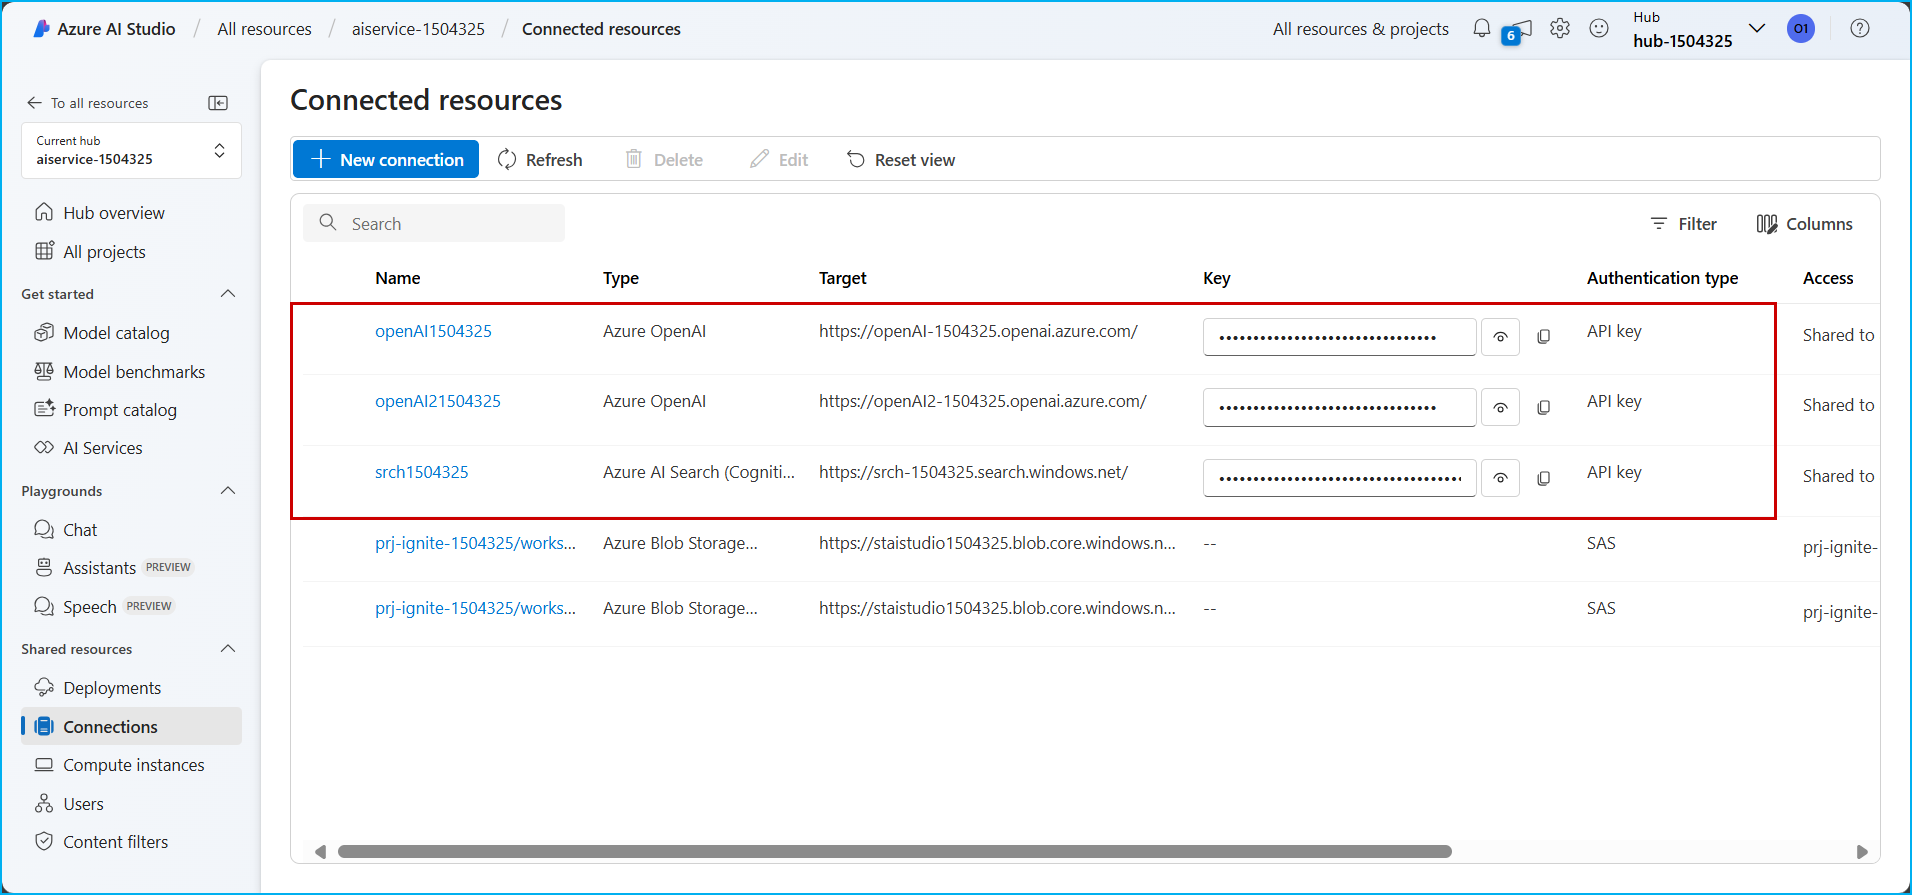 Azure AI Studio / All resources / aiservice-1504325 / Connected resources
All resources & projects
6
Hub
hub-1504325
O1
To all resources
Current hub
aiservice-1504325
Hub overview
All projects
Get started
Model catalog
Model benchmarks
Prompt catalog
AI Services
Playgrounds
Chat
Assistants PREVIEW
Speech PREVIEW
Shared resources
Deployments
Connections
Compute instances
Users
Content filters
Connected resources
New connection Refresh Delete Edit Reset view
Search Filter Columns
Name Type Target Key Authentication type Access
openAI1504325 Azure OpenAI https://openAI-1504325.openai.azure.com/ •••••••••••••••••••••••••••••••• API key Shared to
openAI21504325 Azure OpenAI https://openAI2-1504325.openai.azure.com/ •••••••••••••••••••••••••••••••• API key Shared to
srch1504325 Azure AI Search (Cogniti... https://srch-1504325.search.windows.net/ •••••••••••••••••••••••••••••••••••• API key Shared to
prj-ignite-1504325/works... Azure Blob Storage... https://staistudio1504325.blob.core.windows.n... -- SAS prj-ignite-
prj-ignite-1504325/works... Azure Blob Storage... https://staistudio1504325.blob.core.windows.n... -- SAS prj-ignite-